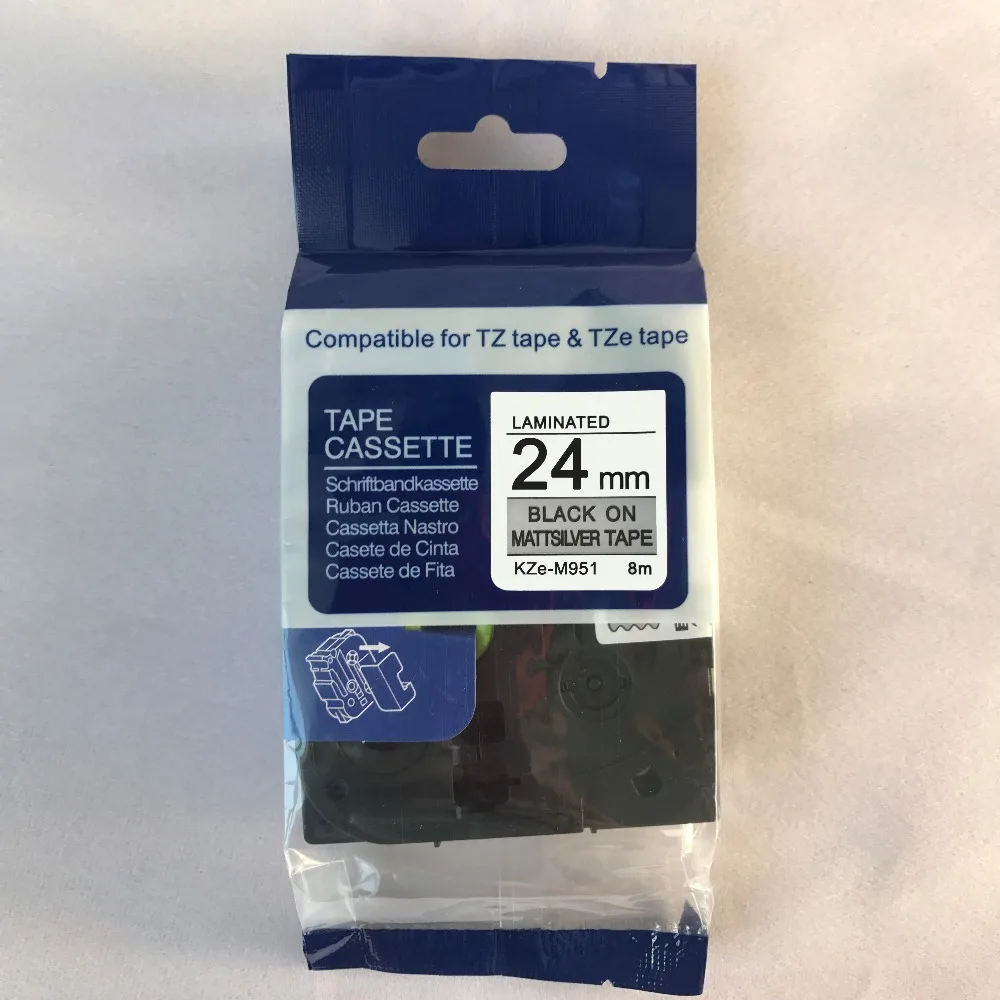 Compatible for TZ tape & TZe tape
TAPE
CASSETTE
Schriftbandkassette
Ruban Cassette
Cassetta Nastro
Casete de Cinta
Cassete de Fita
LAMINATED
24 mm
BLACK ON
MATTSILVER TAPE
KZe-M951 8m